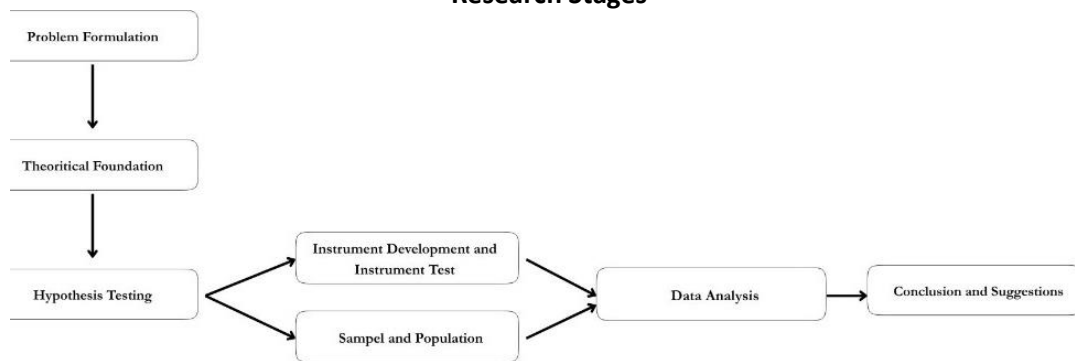 Research Stages
Problem Formulation
Theoritical Foundation
Hypothesis Testing
Instrument Development and
Instrument Test
Sampel and Population
Data Analysis
Conclusion and Suggestions